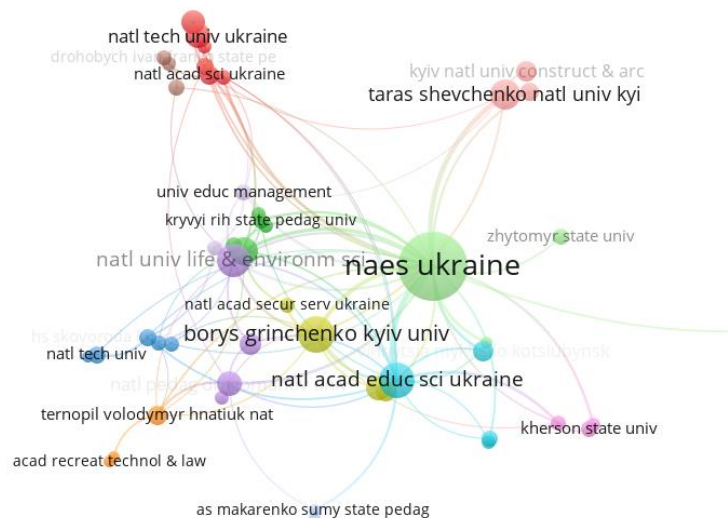 natl tech univ ukraine
drohobych ivan franko state pe
natl acad sci ukraine
kyiv natl univ construct & arc
taras shevchenko natl univ kyi
univ educ management
kryvyi rih state pedag univ
zhytomyr state univ
natl univ life & environm sci
naes ukraine
natl acad secur serv ukraine
borys grinchenko kyiv univ
hs skovoroda
natl tech univ
natl acad educ sci ukraine
natl pedag
ternopil volodymyr hnatiuk nat
kherson state univ
acad recreat technol & law
as makarenko sumy state pedag